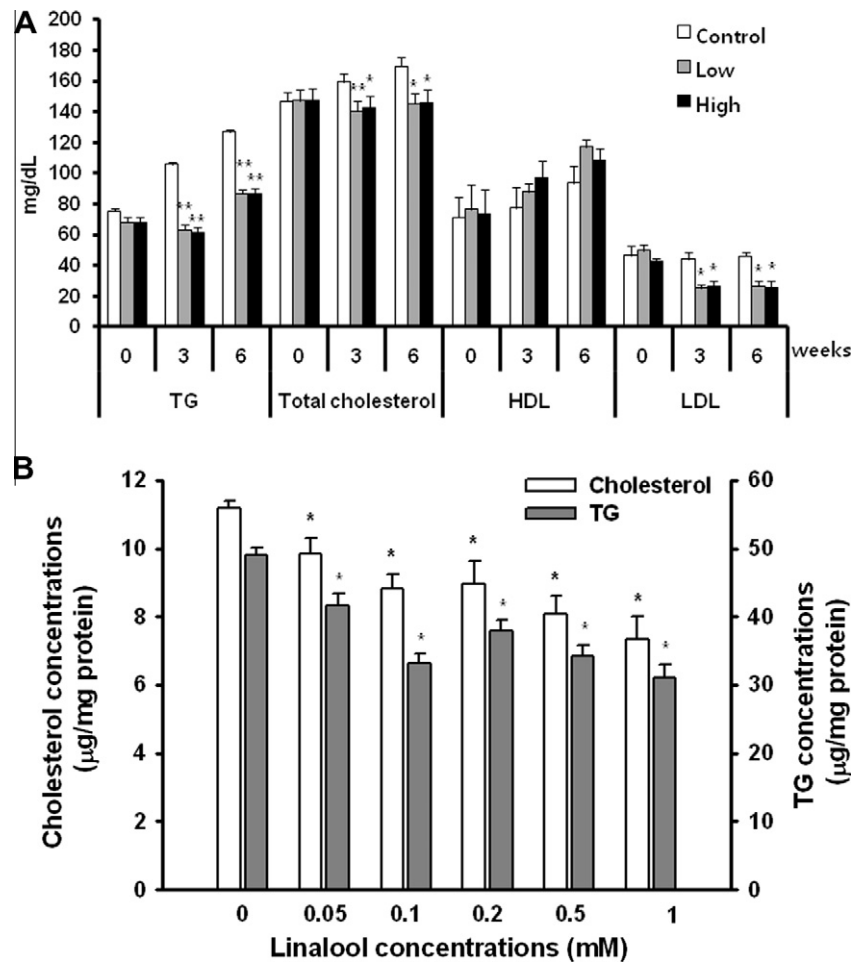 A
200
180
160
140
120
100
80
60
40
20
0
mg/dL
Control
Low
High
** ** ** ** ** * * * * * * *
0 3 6 0 3 6 0 3 6 0 3 6 weeks
TG Total cholesterol HDL LDL
B
12
10
8
6
4
2
0
Cholesterol concentrations
(μg/mg protein)
Cholesterol
TG
* * * * * * * * * *
60
50
40
30
20
10
0
TG concentrations
(μg/mg protein)
0 0.05 0.1 0.2 0.5 1
Linalool concentrations (mM)